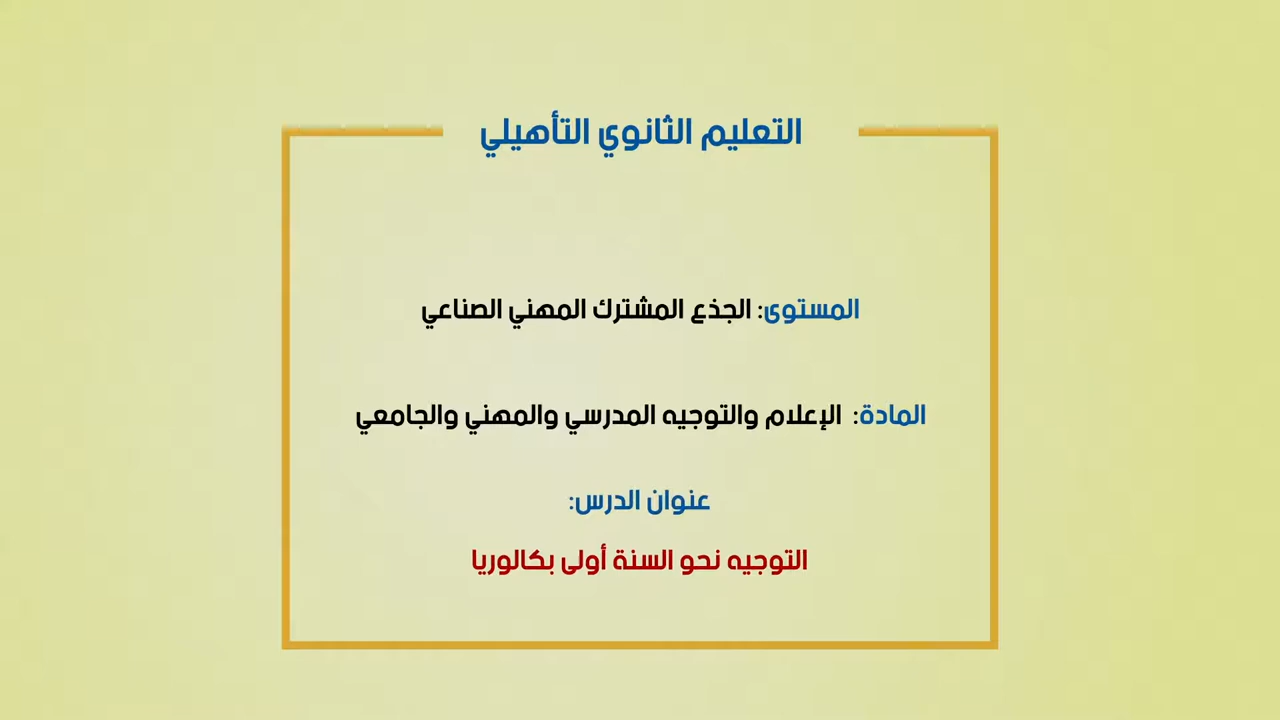 التعليم الثانوي التأهيلي
المستوى: الجذع المشترك المهني الصناعي
المادة: الإعلام والتوجيه المدرسي والمهني والجامعي
عنوان الدرس:
التوجيه نحو السنة أولى بكالوريا